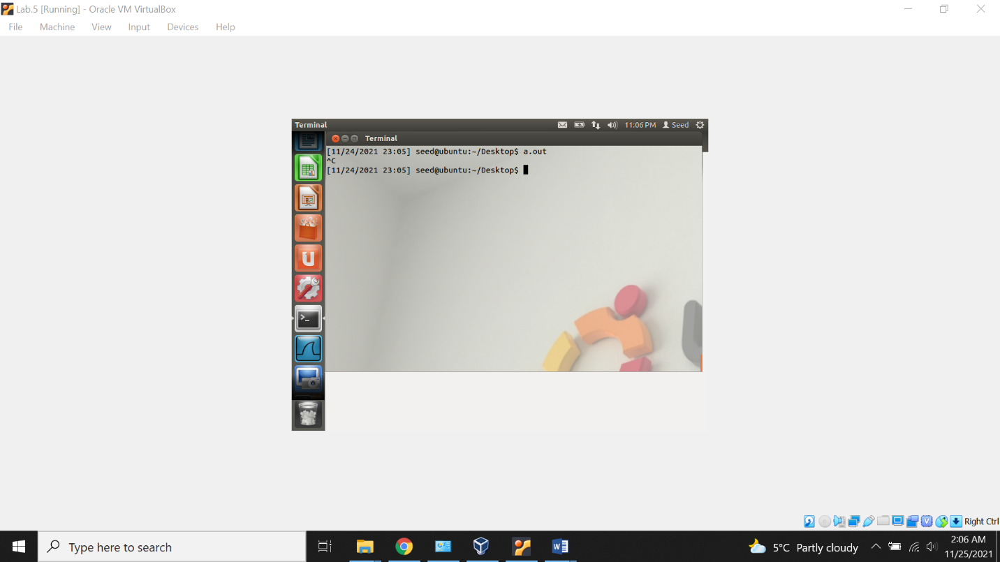 Lab.5 [Running] - Oracle VM VirtualBox
File Machine View Input Devices Help
Terminal 11:06 PM Seed
Terminal
[11/24/2021 23:05] seed@ubuntu:~/Desktop$ a.out
^C
[11/24/2021 23:05] seed@ubuntu:~/Desktop$
Right Ctrl
Type here to search
5°C Partly cloudy
2:06 AM
11/25/2021